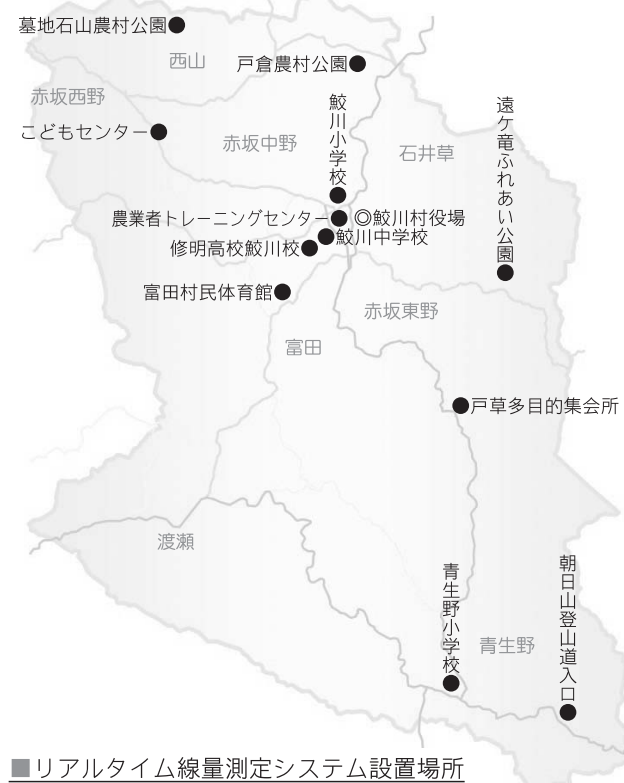 墓地石山農村公園
西山
戸倉農村公園
赤坂西野
こどもセンター
赤坂中野
鮫川小学校
石井草
遠ケ竜ふれあい公園
農業者トレーニングセンター
◎鮫川村役場
鮫川中学校
修明高校鮫川校
富田村民体育館
赤坂東野
富田
戸草多目的集会所
渡瀬
青生野小学校
青生野
朝日山登山道入口
■リアルタイム線量測定システム設置場所